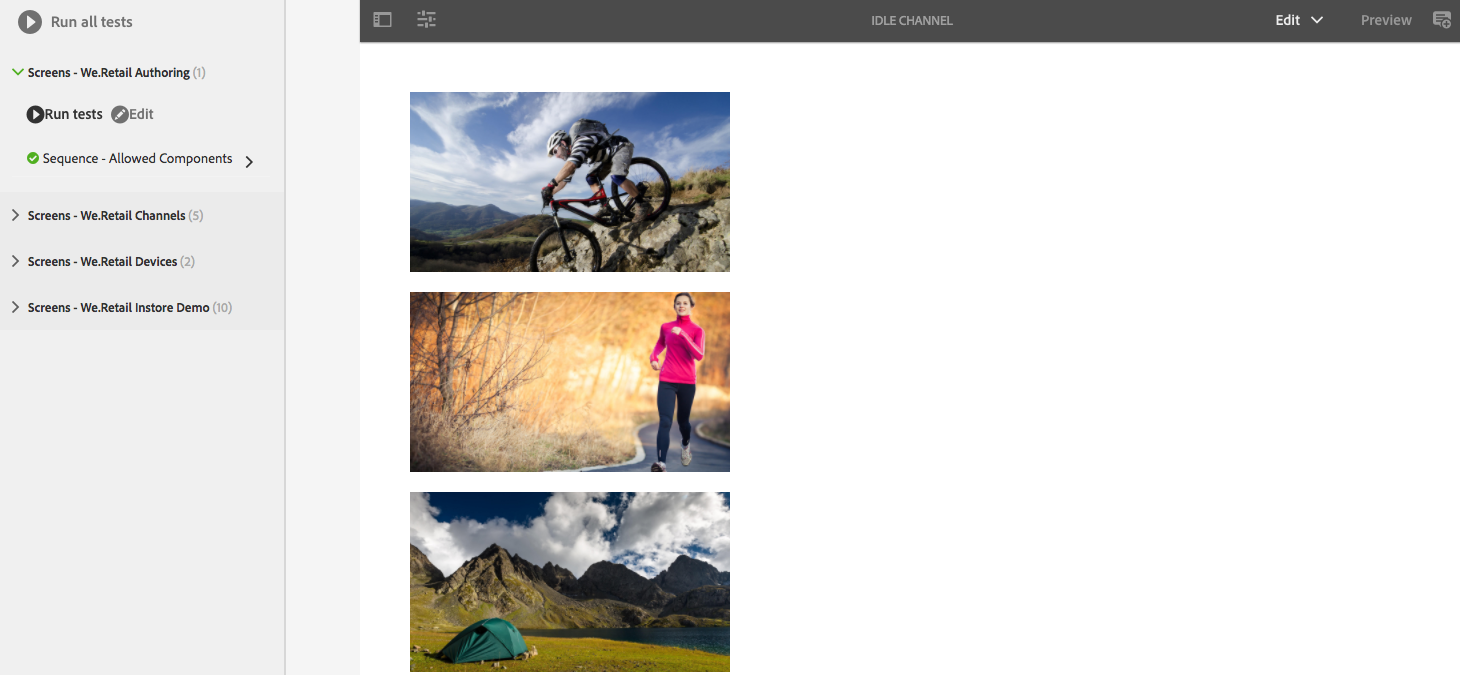 Run all tests
Screens - We.Retail Authoring (1)
Run tests Edit
Sequence - Allowed Components
Screens - We.Retail Channels (5)
Screens - We.Retail Devices (2)
Screens - We.Retail Instore Demo (10)
IDLE CHANNEL
Edit
Preview